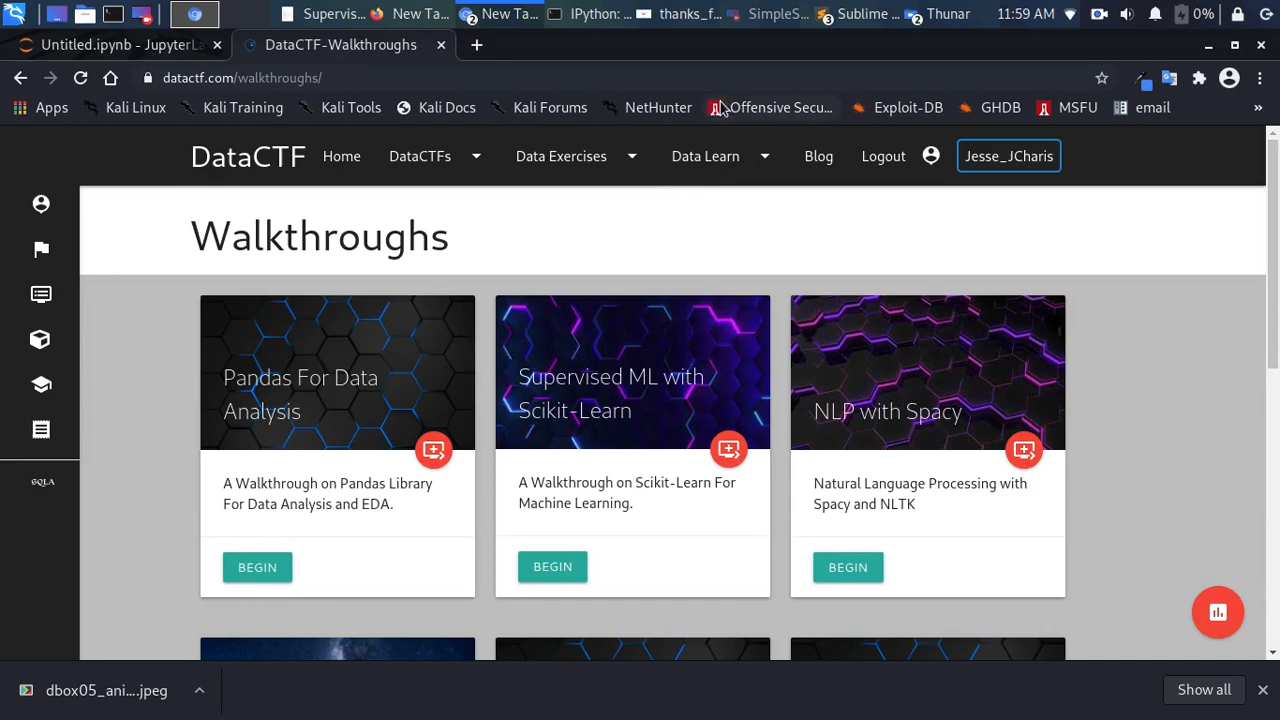 Supervis...
New Ta...
New Ta...
IPython: ...
thanks_f...
SimpleS...
Sublime ...
Thunar
11:59 AM
0%
Untitled.ipynb - JupyterLa
DataCTF-Walkthroughs
datactf.com/walkthroughs/
Apps
Kali Linux
Kali Training
Kali Tools
Kali Docs
Kali Forums
NetHunter
Offensive Secu...
Exploit-DB
GHDB
MSFU
email
DataCTF
Home
DataCTFs
Data Exercises
Data Learn
Blog
Logout
Jesse_JCharis
SQLA
Walkthroughs
Pandas For Data
Analysis
A Walkthrough on Pandas Library
For Data Analysis and EDA.
BEGIN
Supervised ML with
Scikit-Learn
A Walkthrough on Scikit-Learn For
Machine Learning.
BEGIN
NLP with Spacy
Natural Language Processing with
Spacy and NLTK
BEGIN
dbox05_ani....jpeg
Show all